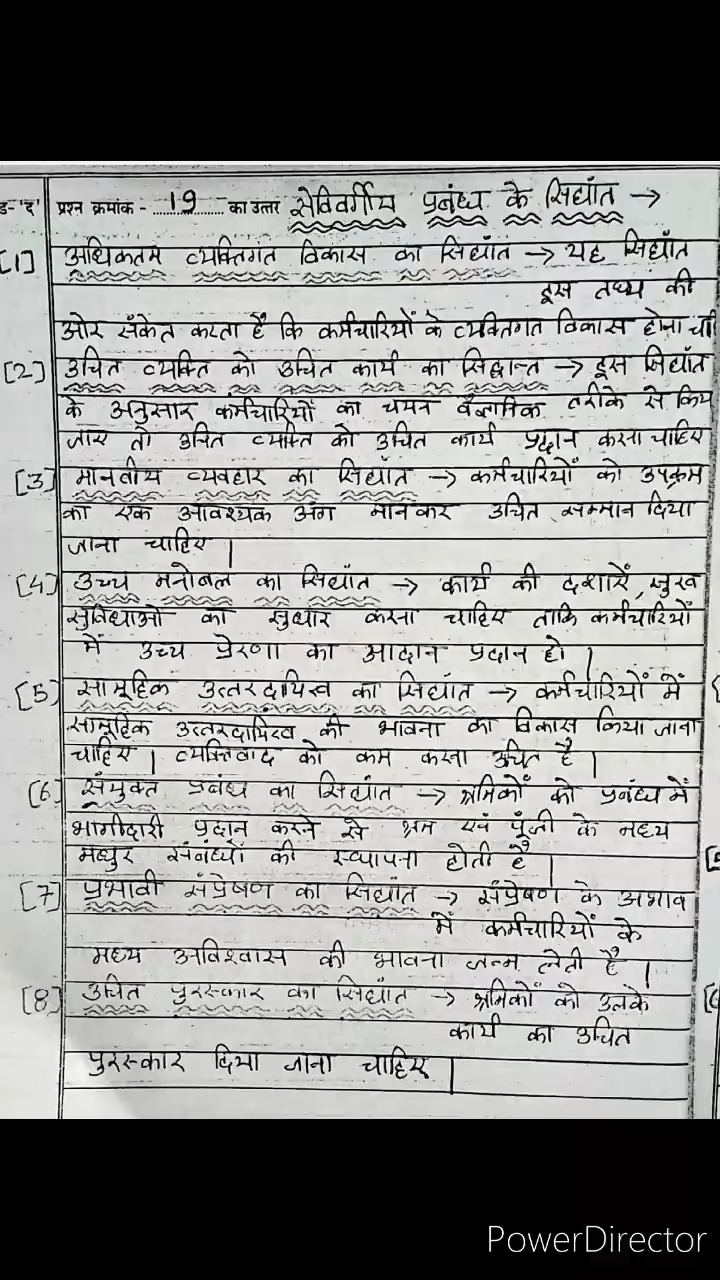 ड-'द' प्रश्न क्रमांक - 19 का उत्तर सेविवर्गीय प्रबंध के सिद्यांत →
[1] अधिकतम व्यक्तिगत विकास का सिद्यांत → यह सिद्यांत
इस तथ्य की
ओर संकेत करता है कि कर्मचारियों के व्यक्तिगत विकास होना चा
[2] उचित व्यक्ति को उचित कार्य का सिद्वान्त → इस सिद्यांत
के अनुसार कर्मचारियों का चयन वैज्ञानिक तरीके से किय
जाए तो उचित व्यक्ति को उचित कार्य प्रदान करना चाहिए
[3] मानवीय व्यवहार का सिद्यांत → कर्मचारियों को उपक्रम
का एक आवश्यक अंग मानकर उचित सम्मान दिया
जाना चाहिए |
[4] उच्च मनोबल का सिद्यांत → कार्य की दशाएँ, सुख
सुविधाओं का सुधार करना चाहिए ताकि कर्मचारियों
में उच्च प्रेरणा का आदान प्रदान हो |
[5] सामूहिक उत्तरदायित्व का सिद्यांत → कर्मचारियों में
सामूहिक उत्तरदायित्व की भावना का विकास किया जाना
चाहिए | व्यक्तिवाद को कम करना उचित है |
[6] संयुक्त प्रबंध का सिद्यांत → श्रमिकों को प्रबंध में
भागीदारी प्रदान करने से श्रम एवं पूँजी के मध्य
मधुर संबंधों की स्थापना होती है |
[7] प्रभावी संप्रेषण का सिद्यांत → संप्रेषण के अभाव
में कर्मचारियों के
मध्य अविश्वास की भावना जन्म लेती है |
[8] उचित पुरस्कार का सिद्यांत → श्रमिकों को उनके
कार्य का उचित
पुरस्कार दिया जाना चाहिए |
PowerDirector